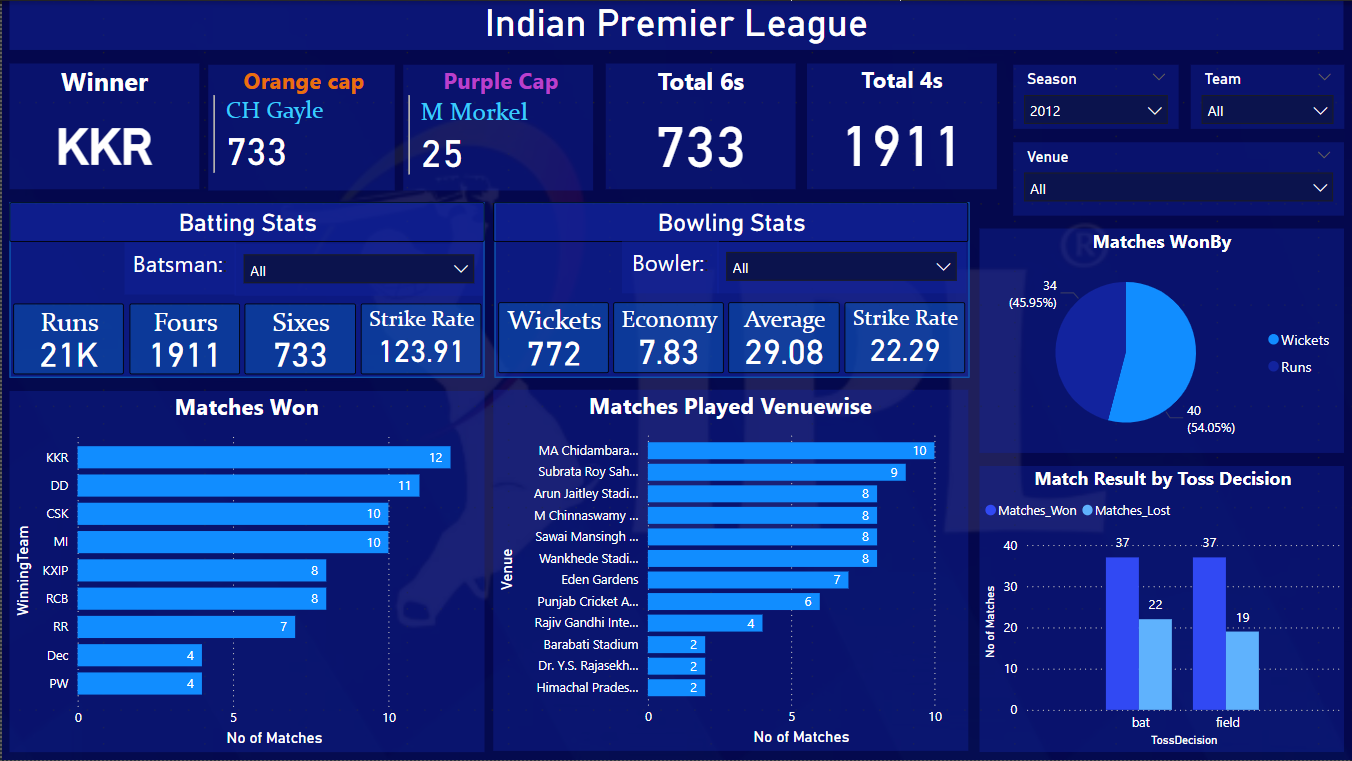 Indian Premier League
Winner
KKR
Orange cap
CH Gayle
733
Purple Cap
M Morkel
25
Total 6s
733
Total 4s
1911
Season
2012
Team
All
Venue
All
Batting Stats
Batsman:
All
Runs
21K
Fours
1911
Sixes
733
Strike Rate
123.91
Bowling Stats
Bowler:
All
Wickets
772
Economy
7.83
Average
29.08
Strike Rate
22.29
Matches WonBy
34
(45.95%)
40
(54.05%)
Wickets
Runs
Matches Won
WinningTeam
KKR 12
DD 11
CSK 10
MI 10
KXIP 8
RCB 8
RR 7
Dec 4
PW 4
0 5 10
No of Matches
Matches Played Venuewise
Venue
MA Chidambara... 10
Subrata Roy Sah... 9
Arun Jaitley Stadi... 8
M Chinnaswamy ... 8
Sawai Mansingh ... 8
Wankhede Stadi... 8
Eden Gardens 7
Punjab Cricket A... 6
Rajiv Gandhi Inte... 4
Barabati Stadium 2
Dr. Y.S. Rajasekh... 2
Himachal Prades... 2
0 5 10
No of Matches
Match Result by Toss Decision
Matches_Won Matches_Lost
No of Matches
40
30
20
10
0
37 22 37 19
bat field
TossDecision
IPL
®